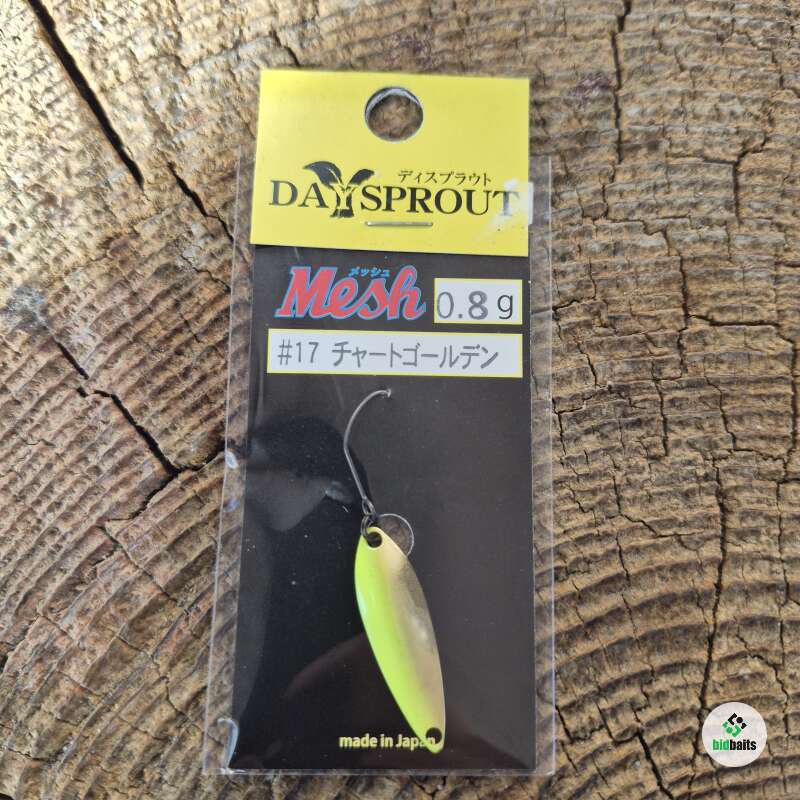 ディスプラウト
DAYSPROUT
メッシュ
Mesh 0.8g
#17 チャートゴールデン
made in Japan
bidbaits